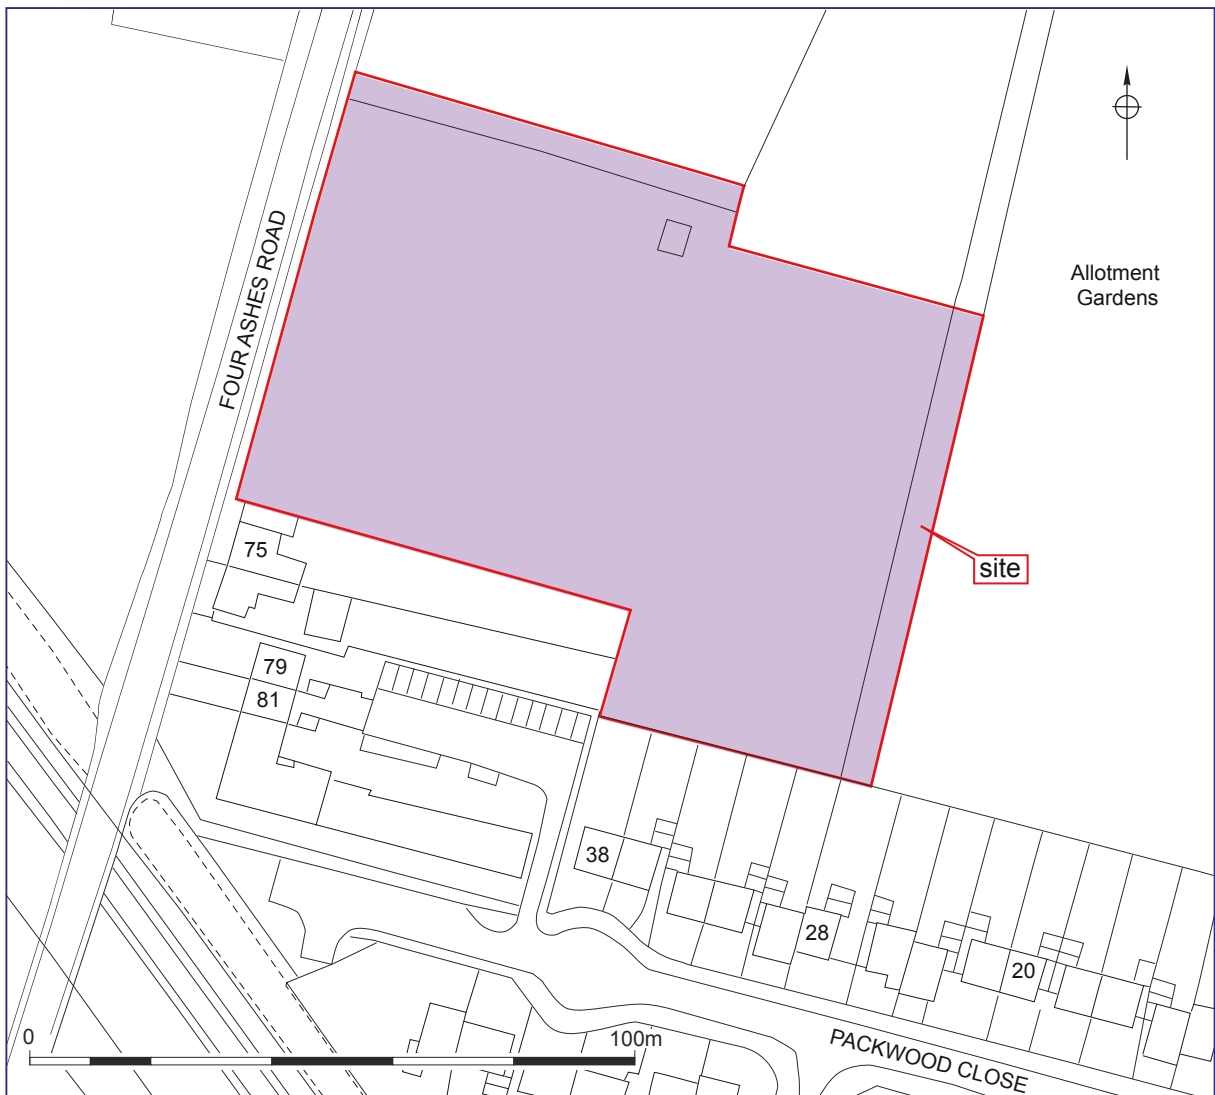 FOUR ASHES ROAD
Allotment
Gardens
site
75
79
81
38
28
20
PACKWOOD CLOSE
0
100m